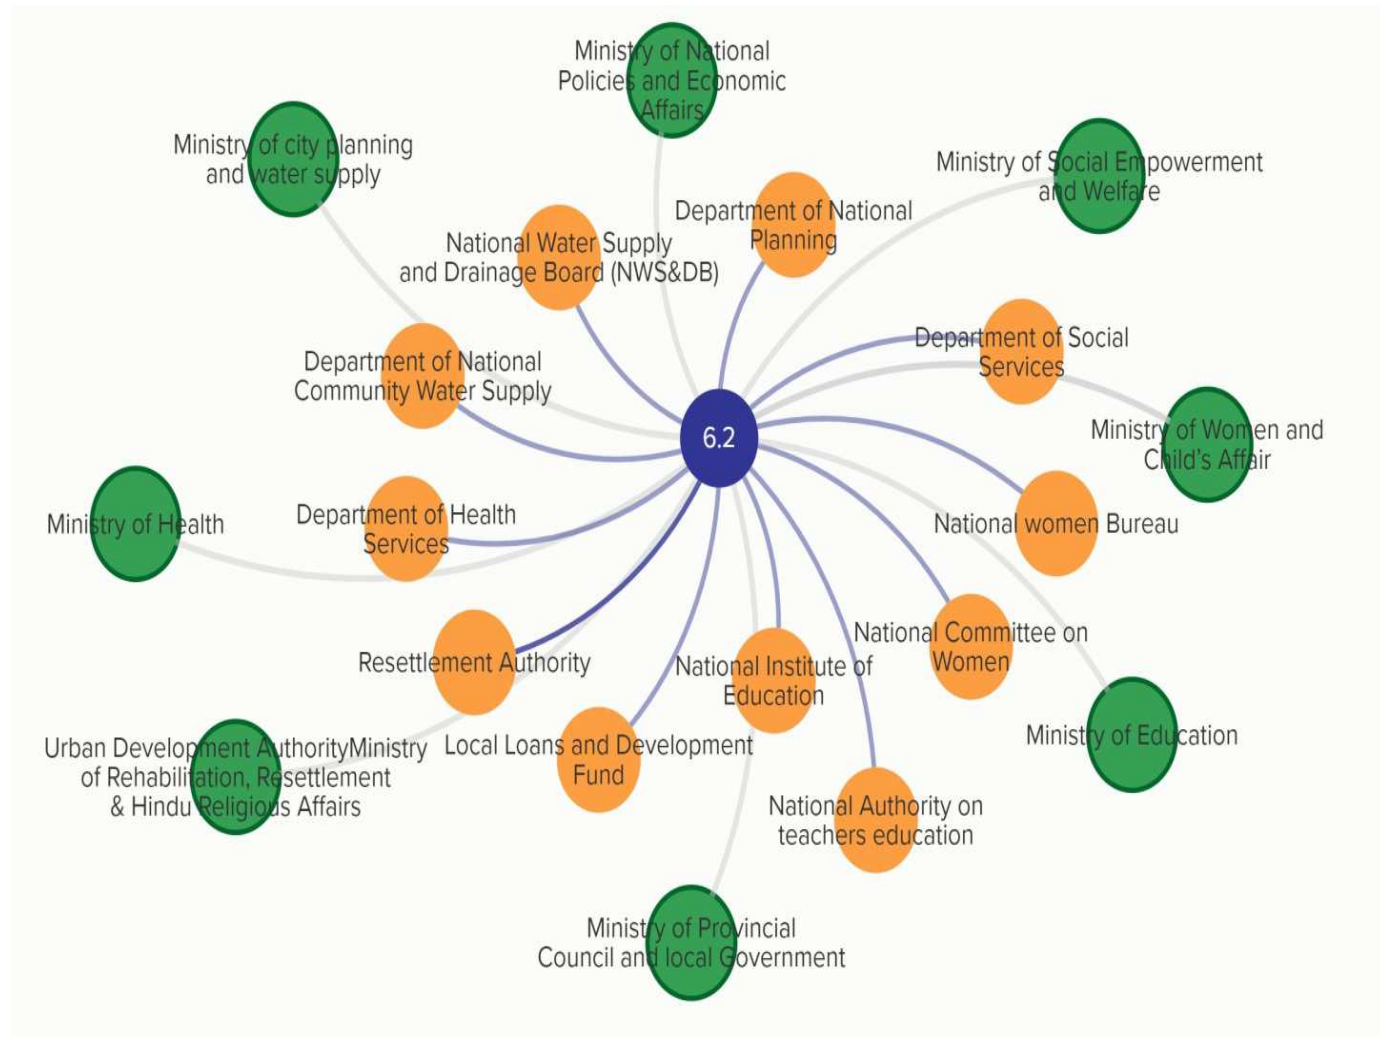 Ministry of National
Policies and Economic
Affairs
Ministry of city planning
and water supply
Ministry of Social Empowerment
and Welfare
Department of National
Planning
National Water Supply
and Drainage Board (NWS&DB)
Department of Social
Services
Department of National
Community Water Supply
6.2
Ministry of Women and
Child's Affair
Ministry of Health
Department of Health
Services
National women Bureau
National Committee on
Women
Resettlement Authority
National Institute of
Education
Ministry of Education
Urban Development AuthorityMinistry
of Rehabilitation, Resettlement
& Hindu Religious Affairs
Local Loans and Development
Fund
National Authority on
teachers education
Ministry of Provincial
Council and local Government